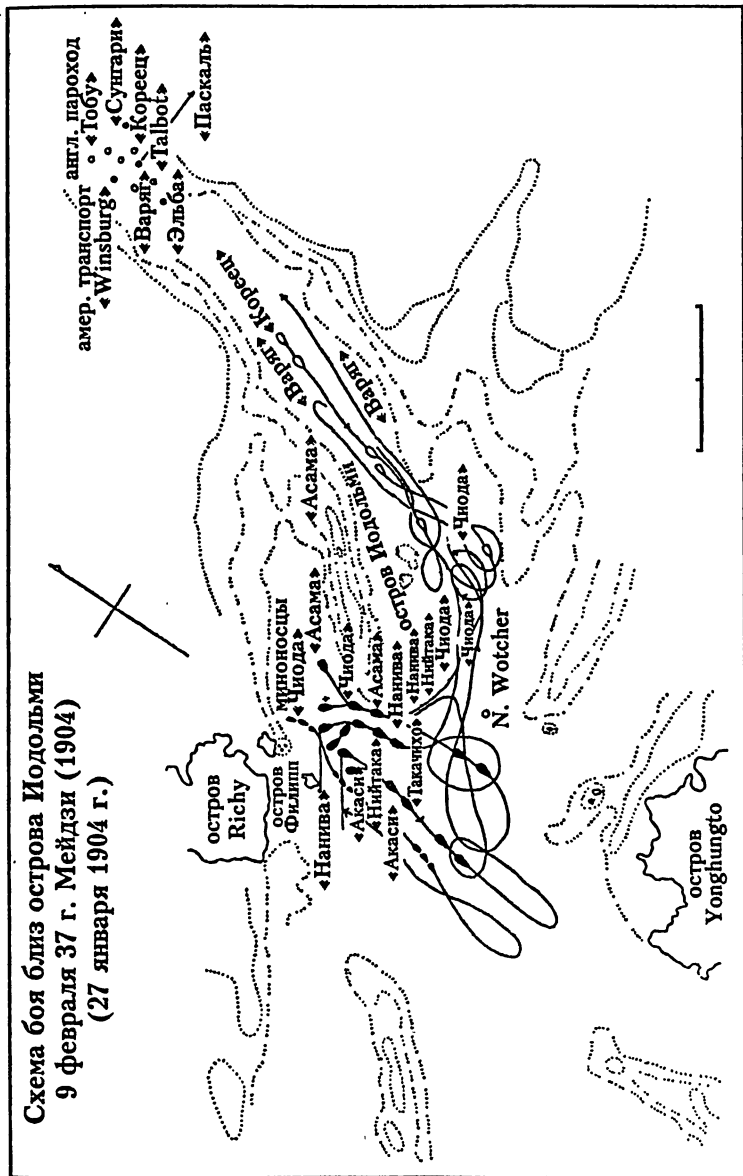 Схема боя близ острова Иодольми
9 февраля 37 г. Мейдзи (1904)
(27 января 1904 г.)
амер. транспорт
«Winsburg»
англ. пароход
«Тобу»
«Сунгари»
«Варяг»
«Кореец»
«Эльба»
«Talbot»
«Паскаль»
«Варяг»
«Кореец»
«Варяг»
остров
Richy
остров
Филипп
миноносцы
«Чиода»
«Асама»
«Асама»
«Нанива»
«Чиода»
«Акаси»
«Асама»
остров Иодольми
«Нийтака»
«Нанива»
«Акаси»
«Такачихо»
«Нанива»
«Нийтака»
«Чиода»
«Чиода»
«Чиода»
N. Wotcher
остров
Yonghungto